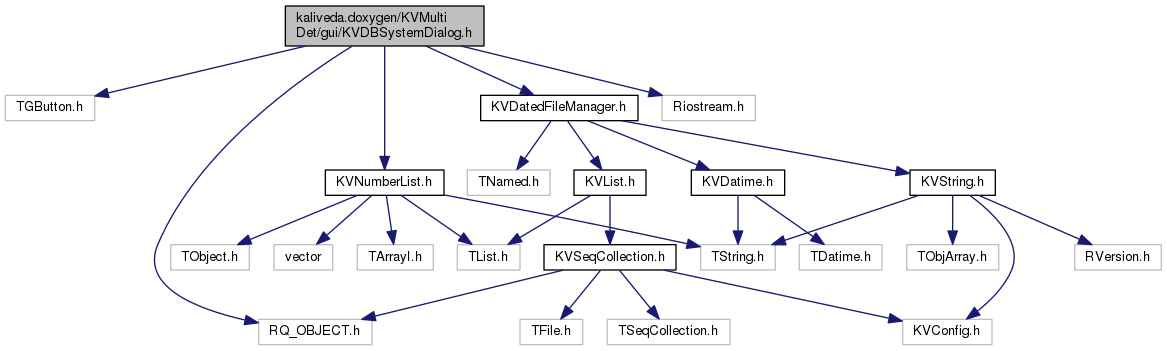 kaliveda.doxygen/KVMulti
Det/gui/KVDBSystemDialog.h
TGButton.h
KVDatedFileManager.h
Riostream.h
KVNumberList.h
TNamed.h
KVList.h
KVDatime.h
KVString.h
TObject.h
vector
TArrayI.h
TList.h
KVSeqCollection.h
TString.h
TDatime.h
TObjArray.h
RVersion.h
RQ_OBJECT.h
TFile.h
TSeqCollection.h
KVConfig.h